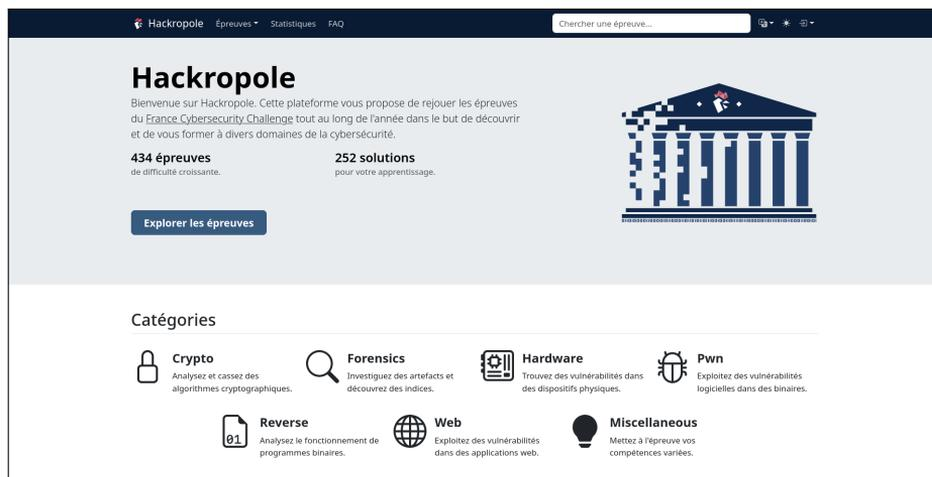 Hackropole Épreuves Statistiques FAQ Chercher une épreuve...
Hackropole
Bienvenue sur Hackropole. Cette plateforme vous propose de rejouer les épreuves
du France Cybersecurity Challenge tout au long de l'année dans le but de découvrir
et de vous former à divers domaines de la cybersécurité.
434 épreuves
de difficulté croissante.
252 solutions
pour votre apprentissage.
Explorer les épreuves
Catégories
Crypto
Analysez et cassez des
algorithmes cryptographiques.
Forensics
Investiguez des artefacts et
découvrez des indices.
Hardware
Trouvez des vulnérabilités dans
des dispositifs physiques.
Pwn
Exploitez des vulnérabilités
logicielles dans des binaires.
01
Reverse
Analysez le fonctionnement de
programmes binaires.
Web
Exploitez des vulnérabilités
dans des applications web.
Miscellaneous
Mettez à l'épreuve vos
compétences variées.